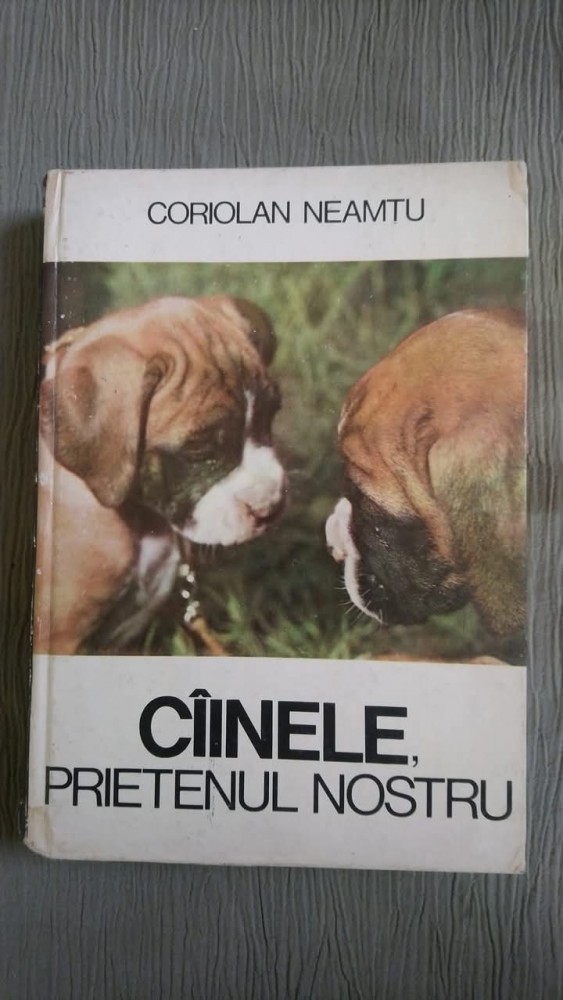 CORIOLAN NEAMTU
CÎINELE,
PRIETENUL NOSTRU